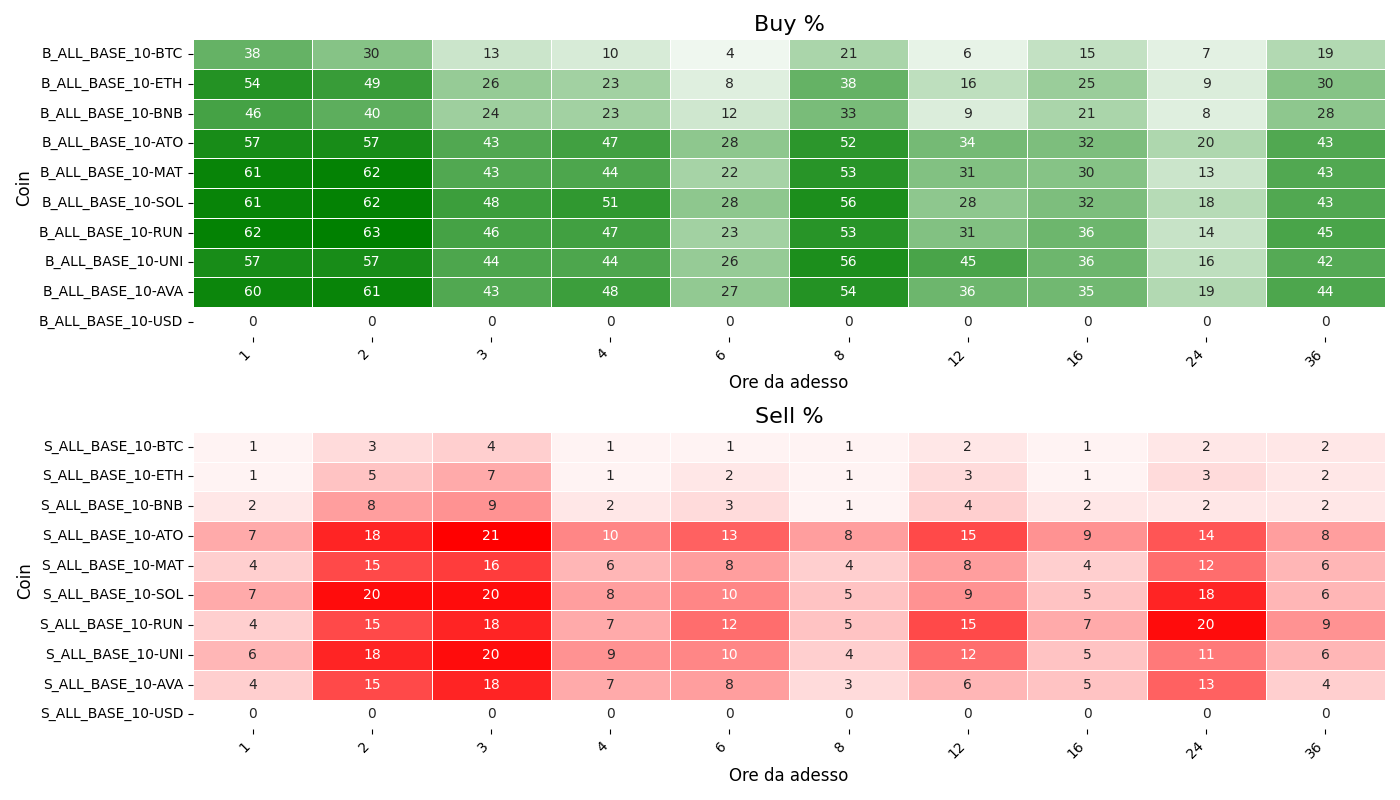 Buy %
Coin
B_ALL_BASE_10-BTC 38 30 13 10 4 21 6 15 7 19
B_ALL_BASE_10-ETH 54 49 26 23 8 38 16 25 9 30
B_ALL_BASE_10-BNB 46 40 24 23 12 33 9 21 8 28
B_ALL_BASE_10-ATO 57 57 43 47 28 52 34 32 20 43
B_ALL_BASE_10-MAT 61 62 43 44 22 53 31 30 13 43
B_ALL_BASE_10-SOL 61 62 48 51 28 56 28 32 18 43
B_ALL_BASE_10-RUN 62 63 46 47 23 53 31 36 14 45
B_ALL_BASE_10-UNI 57 57 44 44 26 56 45 36 16 42
B_ALL_BASE_10-AVA 60 61 43 48 27 54 36 35 19 44
B_ALL_BASE_10-USD 0 0 0 0 0 0 0 0 0 0
1 2 3 4 6 8 12 16 24 36
Ore da adesso
Sell %
Coin
S_ALL_BASE_10-BTC 1 3 4 1 1 1 2 1 2 2
S_ALL_BASE_10-ETH 1 5 7 1 2 1 3 1 3 2
S_ALL_BASE_10-BNB 2 8 9 2 3 1 4 2 2 2
S_ALL_BASE_10-ATO 7 18 21 10 13 8 15 9 14 8
S_ALL_BASE_10-MAT 4 15 16 6 8 4 8 4 12 6
S_ALL_BASE_10-SOL 7 20 20 8 10 5 9 5 18 6
S_ALL_BASE_10-RUN 4 15 18 7 12 5 15 7 20 9
S_ALL_BASE_10-UNI 6 18 20 9 10 4 12 5 11 6
S_ALL_BASE_10-AVA 4 15 18 7 8 3 6 5 13 4
S_ALL_BASE_10-USD 0 0 0 0 0 0 0 0 0 0
1 2 3 4 6 8 12 16 24 36
Ore da adesso